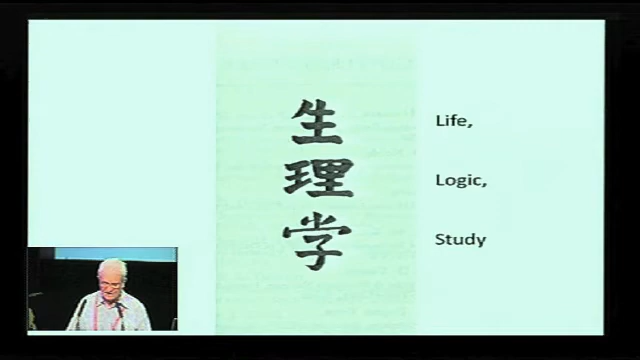 生
理
学
Life,
Logic,
Study